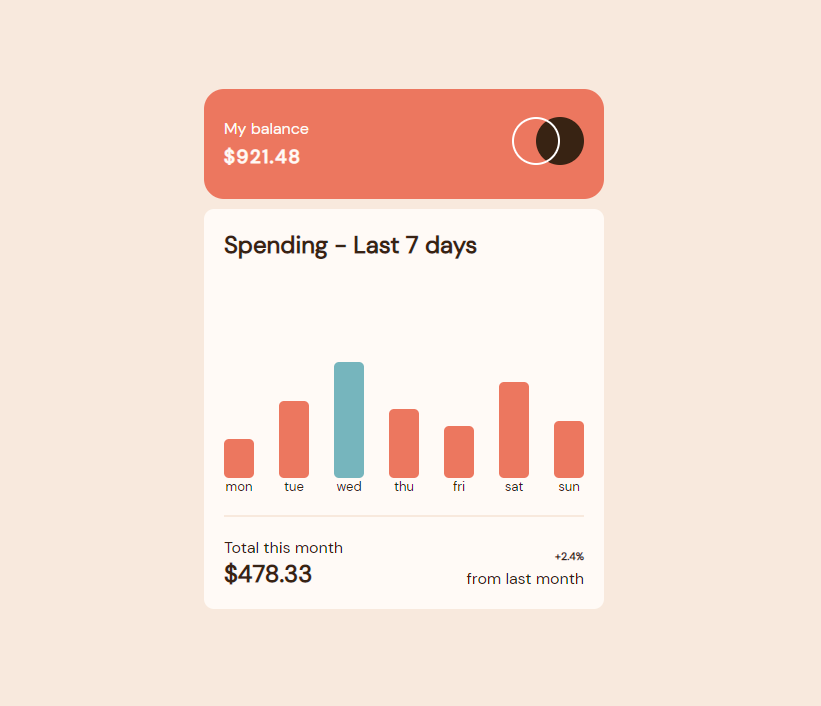 My balance
$921.48
Spending - Last 7 days
mon tue wed thu fri sat sun
Total this month
$478.33
+2.4%
from last month